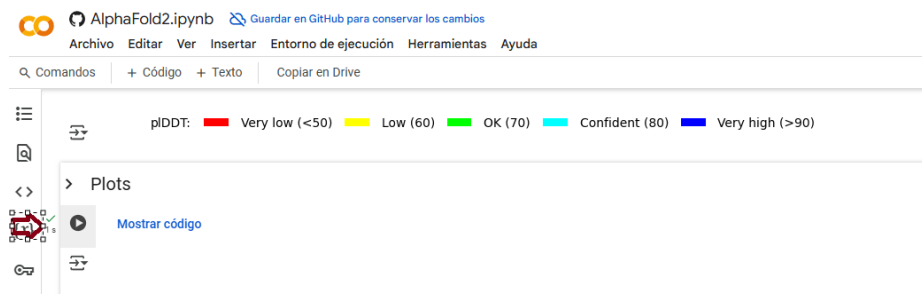 AlphaFold2.ipynb Guardar en GitHub para conservar los cambios
Archivo Editar Ver Insertar Entorno de ejecución Herramientas Ayuda
Comandos + Código + Texto Copiar en Drive
plDDT: Very low (<50) Low (60) OK (70) Confident (80) Very high (>90)
Plots
1 s
Mostrar código